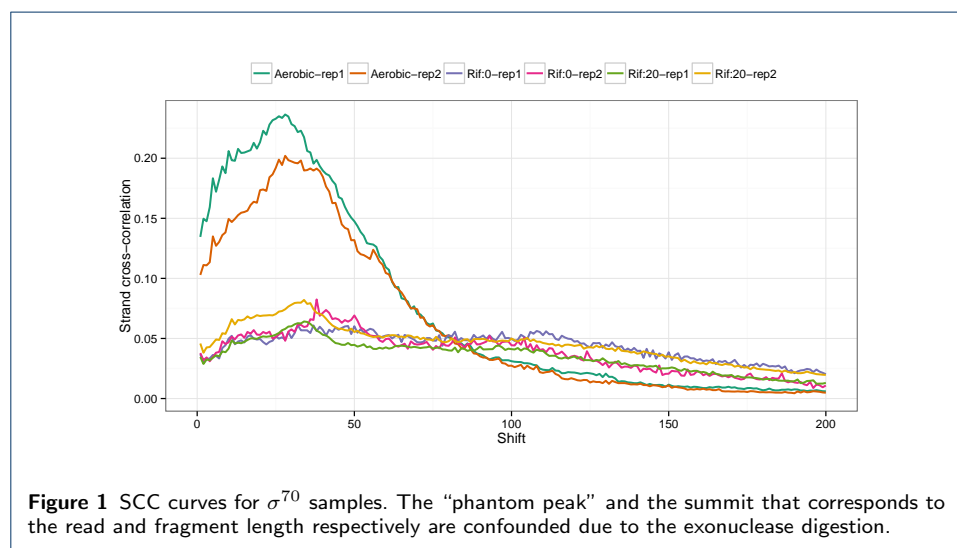 Aerobic-rep1 Aerobic-rep2 Rif:0-rep1 Rif:0-rep2 Rif:20-rep1 Rif:20-rep2
Strand cross-correlation
0.20
0.15
0.10
0.05
0.00
0 50 100 150 200
Shift
Figure 1 SCC curves for σ⁷⁰ samples. The “phantom peak” and the summit that corresponds to
the read and fragment length respectively are confounded due to the exonuclease digestion.